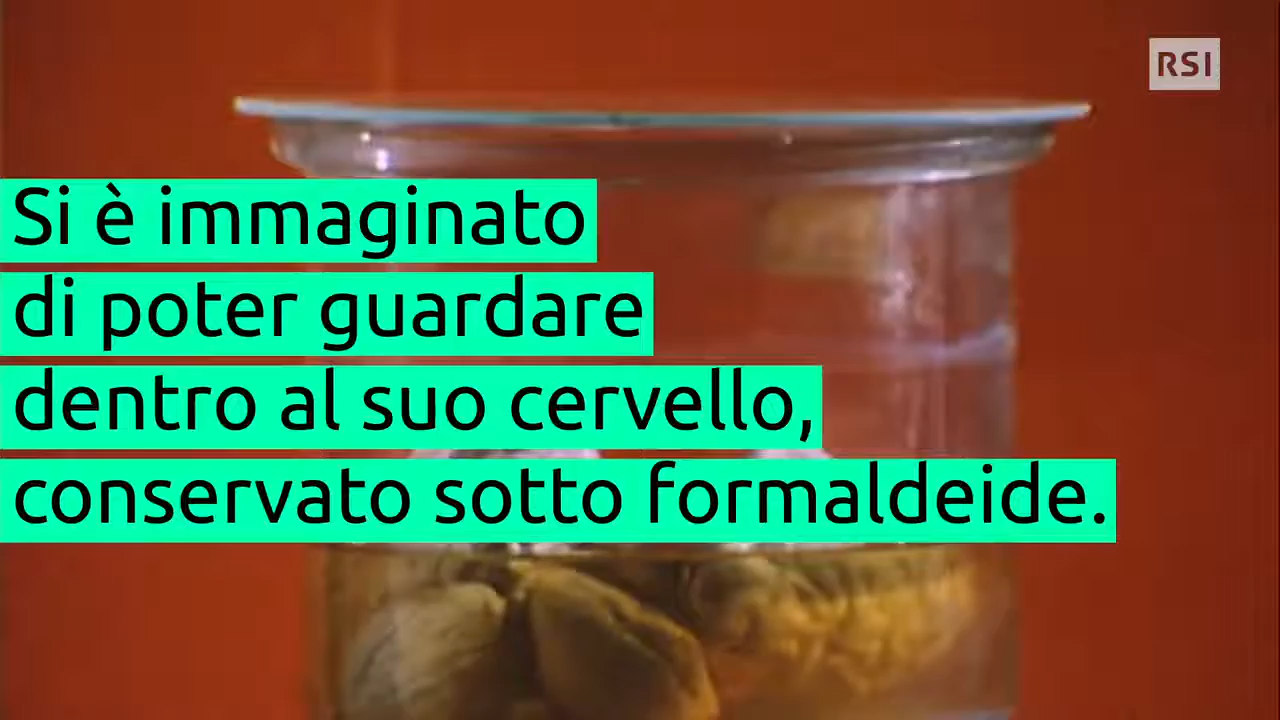 RSI
Si è immaginato
di poter guardare
dentro al suo cervello,
conservato sotto formaldeide.